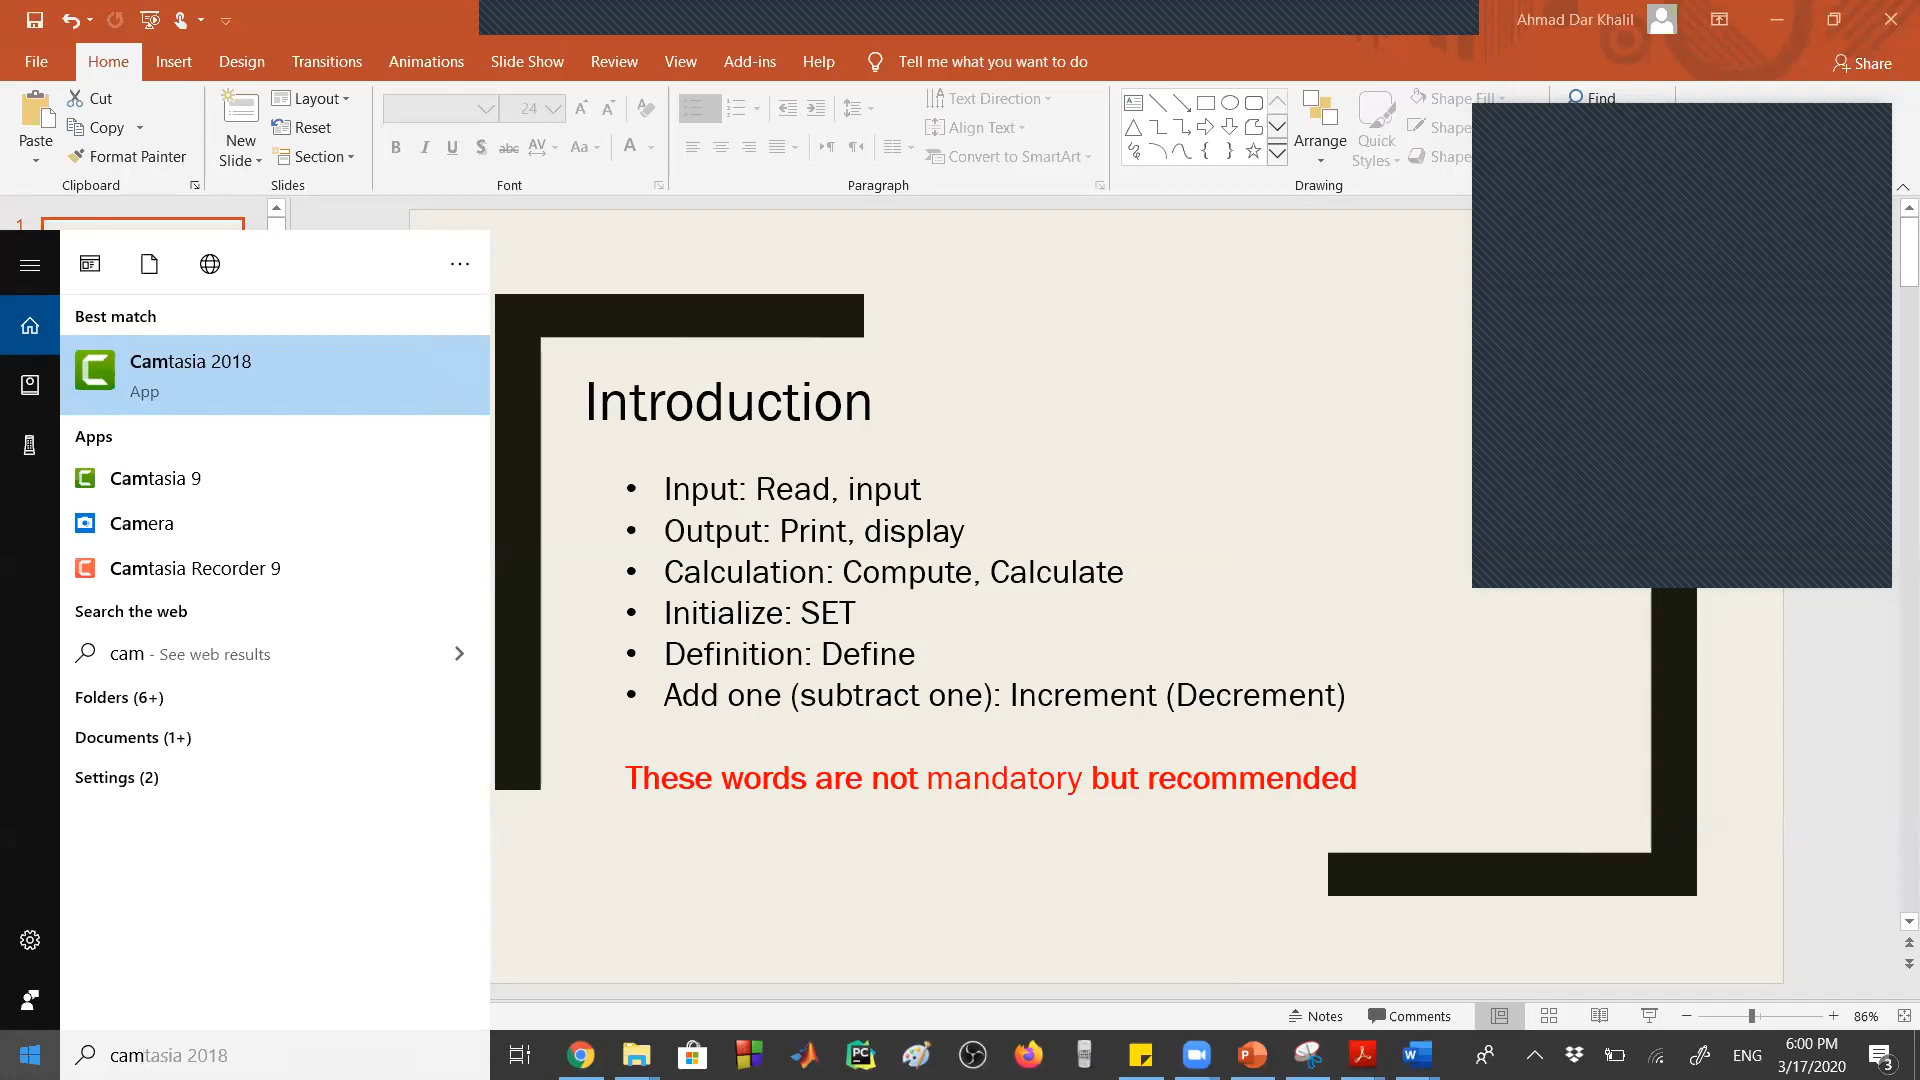 Ahmad Dar Khalil
File Home Insert Design Transitions Animations Slide Show Review View Add-ins Help Tell me what you want to do Share
Cut
Copy
Format Painter
Paste
Clipboard
New Slide
Layout
Reset
Section
Slides
24
B I U S abc AV Aa A
Font
Text Direction
Align Text
Convert to SmartArt
Paragraph
Arrange
Quick Styles
Shape Fill
Shape
Shape
Drawing
Find
1
Best match
Camtasia 2018
App
Apps
Camtasia 9
Camera
Camtasia Recorder 9
Search the web
cam - See web results
Folders (6+)
Documents (1+)
Settings (2)
Introduction
• Input: Read, input
• Output: Print, display
• Calculation: Compute, Calculate
• Initialize: SET
• Definition: Define
• Add one (subtract one): Increment (Decrement)
These words are not mandatory but recommended
Notes Comments 86%
camtasia 2018
ENG
6:00 PM
3/17/2020
3